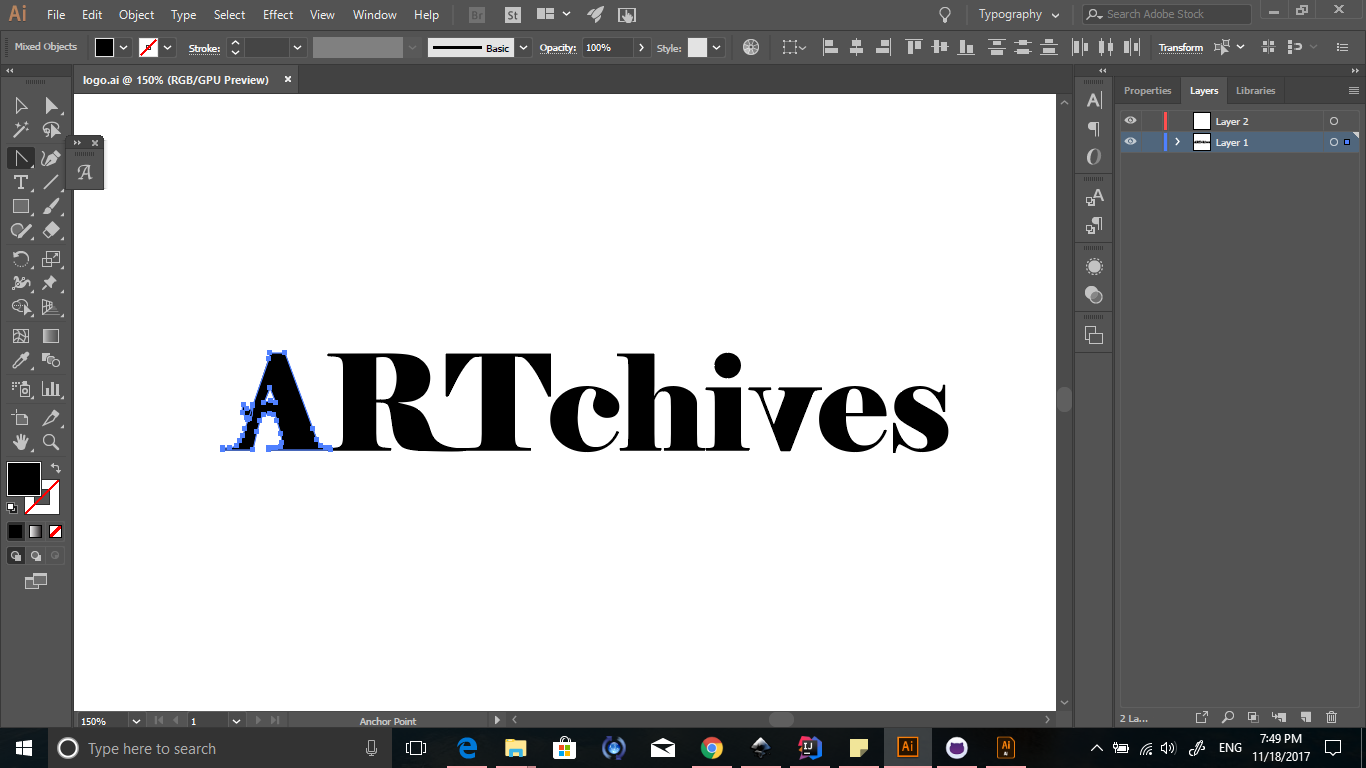 Ai File Edit Object Type Select Effect View Window Help Br St Typography Search Adobe Stock
Mixed Objects Stroke: Basic Opacity: 100% Style: Transform
logo.ai @ 150% (RGB/GPU Preview)
Properties Layers Libraries
Layer 2
Layer 1
ARTchives
150% 1 Anchor Point
2 La...
Type here to search
ENG
7:49 PM
11/18/2017